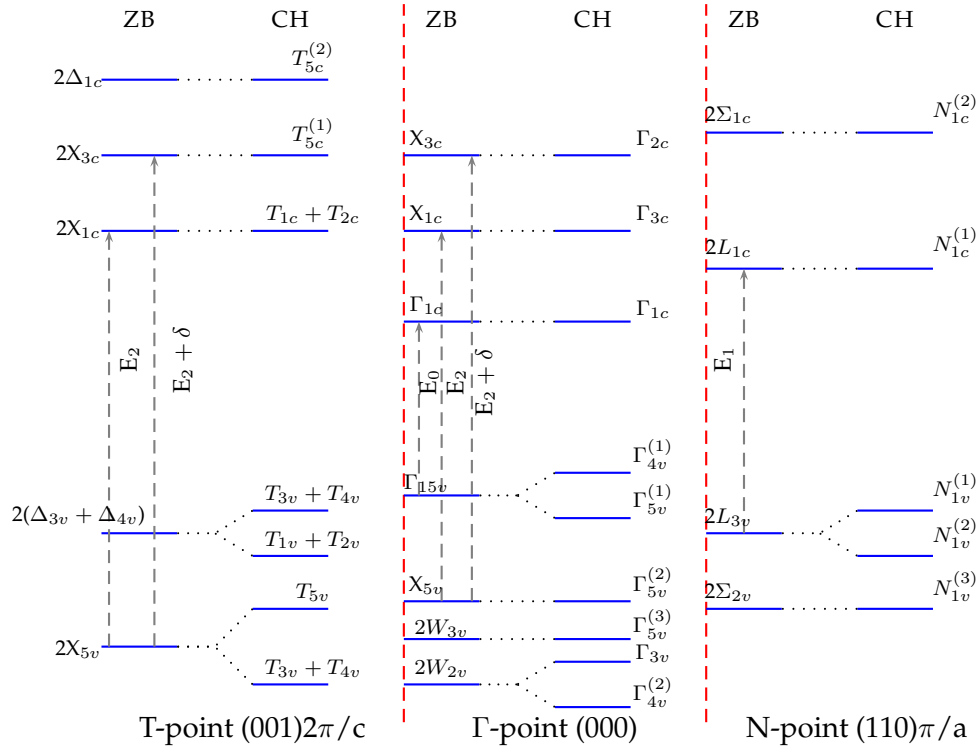 ZB CH
2Δ₁c T₅c⁽²⁾
2X₃c T₅c⁽¹⁾
2X₁c T₁c + T₂c
E₂
E₂ + δ
2(Δ₃v + Δ₄v) T₃v + T₄v
T₁v + T₂v
T₅v
2X₅v T₃v + T₄v
T-point (001)2π/c
ZB CH
X₃c Γ₂c
X₁c Γ₃c
Γ₁c Γ₁c
E₀
E₂
E₂ + δ
Γ₄v⁽¹⁾
Γ₁₅v Γ₅v⁽¹⁾
X₅v Γ₅v⁽²⁾
2W₃v Γ₅v⁽³⁾
2W₂v Γ₃v
Γ₄v⁽²⁾
Γ-point (000)
ZB CH
2Σ₁c N₁c⁽²⁾
2L₁c N₁c⁽¹⁾
E₁
N₁v⁽¹⁾
2L₃v N₁v⁽²⁾
2Σ₂v N₁v⁽³⁾
N-point (110)π/a